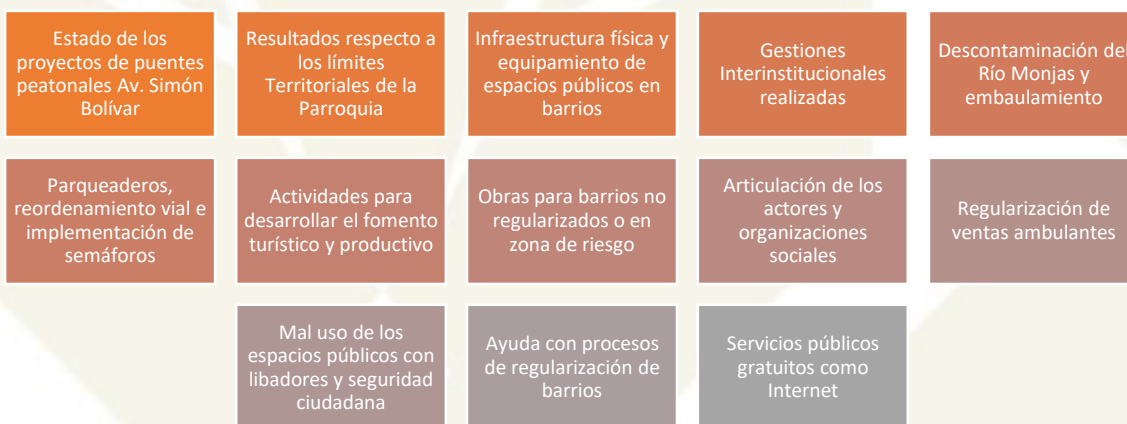 Estado de los
proyectos de puentes
peatonales Av. Simón
Bolívar
Resultados respecto a
los límites
Territoriales de la
Parroquia
Infraestructura física y
equipamiento de
espacios públicos en
barrios
Gestiones
Interinstitucionales
realizadas
Descontaminación del
Río Monjas y
embaulamiento
Parqueaderos,
reordenamiento vial e
implementación de
semáforos
Actividades para
desarrollar el fomento
turístico y productivo
Obras para barrios no
regularizados o en
zona de riesgo
Articulación de los
actores y
organizaciones
sociales
Regularización de
ventas ambulantes
Mal uso de los
espacios públicos con
libadores y seguridad
ciudadana
Ayuda con procesos
de regularización de
barrios
Servicios públicos
gratuitos como
Internet